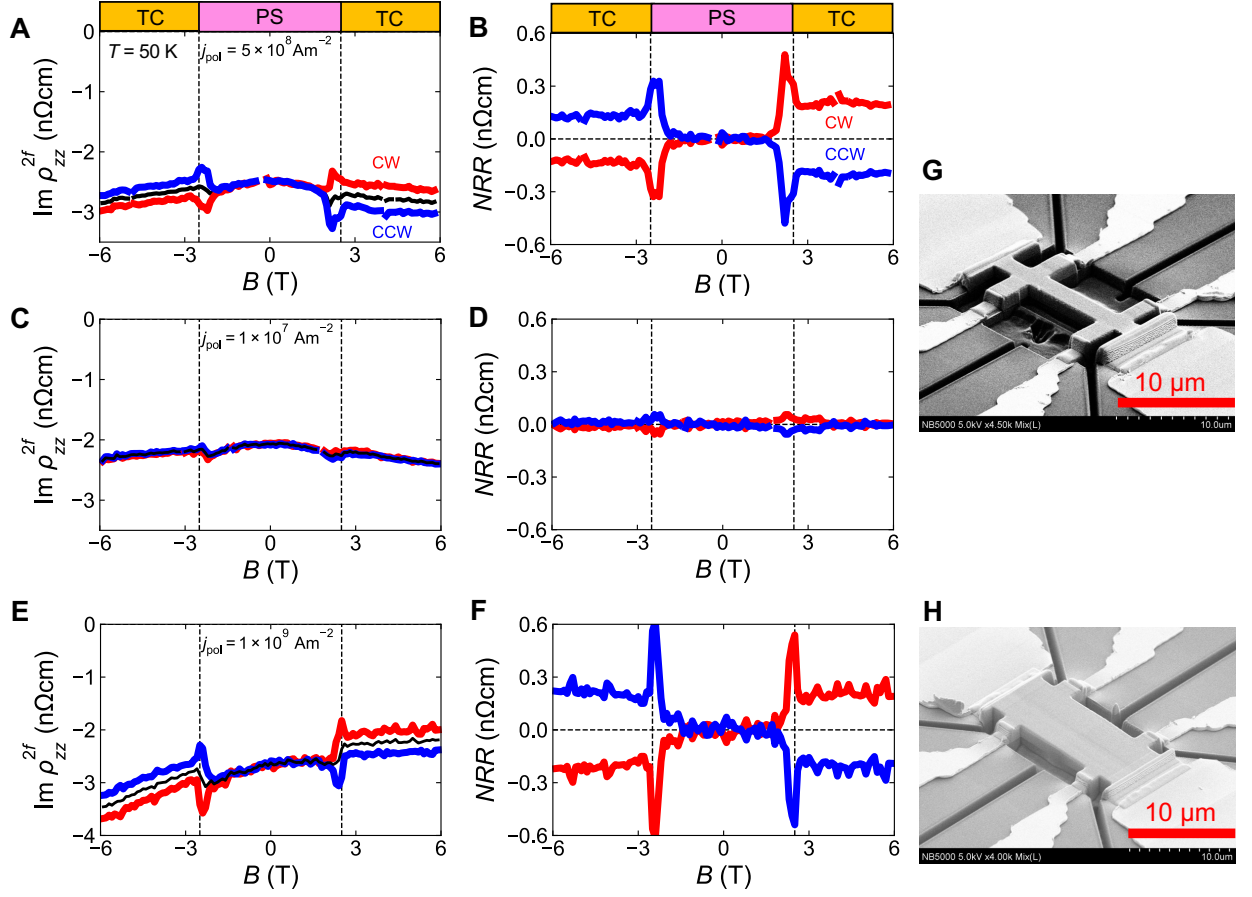 TC PS TC
A
T = 50 K
j_pol = 5 × 10⁸ Am⁻²
0
−1
−2
−3
Im ρ_zz^2f (nΩcm)
CW
CCW
−6 −3 0 3 6
B (T)
TC PS TC
B
0.6
0.3
0.0
−0.3
−0.6
NRR (nΩcm)
CW
CCW
−6 −3 0 3 6
B (T)
C
j_pol = 1 × 10⁷ Am⁻²
0
−1
−2
−3
Im ρ_zz^2f (nΩcm)
−6 −3 0 3 6
B (T)
D
0.6
0.3
0.0
−0.3
−0.6
NRR (nΩcm)
−6 −3 0 3 6
B (T)
E
j_pol = 1 × 10⁹ Am⁻²
0
−1
−2
−3
−4
Im ρ_zz^2f (nΩcm)
−6 −3 0 3 6
B (T)
F
0.6
0.3
0.0
−0.3
−0.6
NRR (nΩcm)
−6 −3 0 3 6
B (T)
G
10 μm
NB5000 5.0kV x4.50k Mix(L) 10.0um
H
10 μm
NB5000 5.0kV x4.00k Mix(L) 10.0um